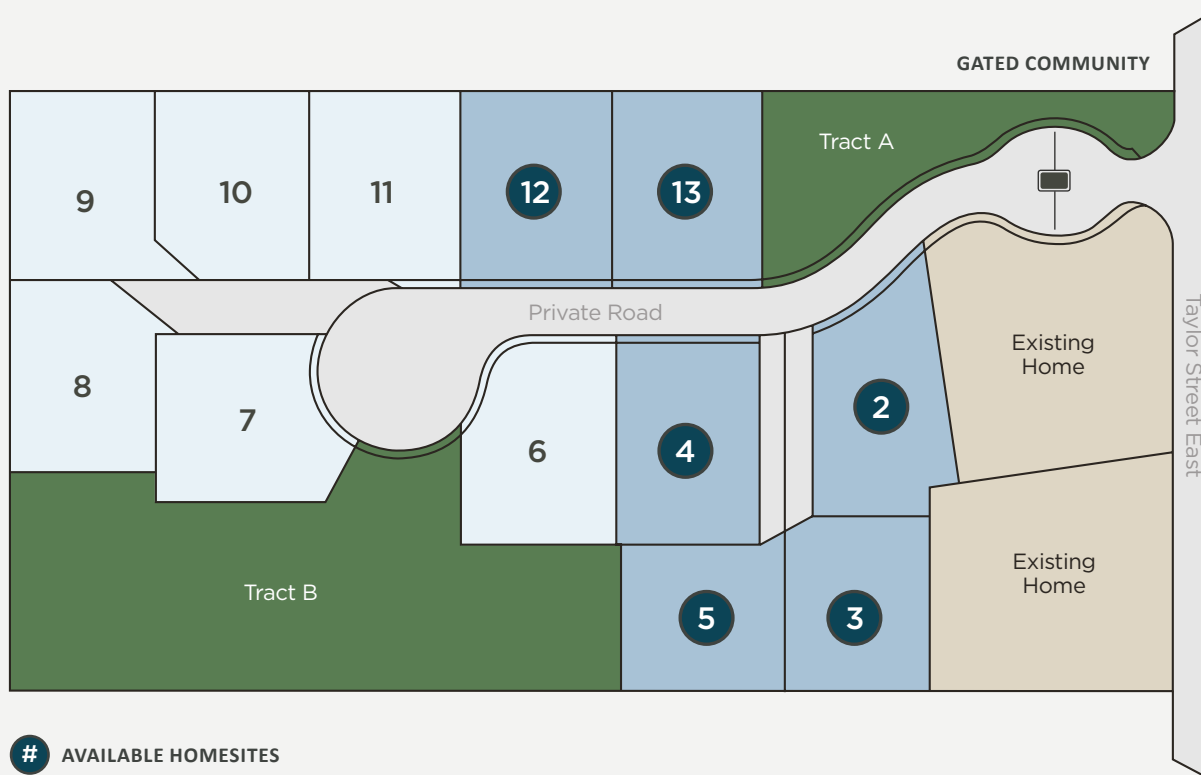 GATED COMMUNITY
Tract A
9
10
11
12
13
Private Road
Taylor Street East
Existing
Home
8
7
6
4
2
Existing
Home
Tract B
5
3
# AVAILABLE HOMESITES